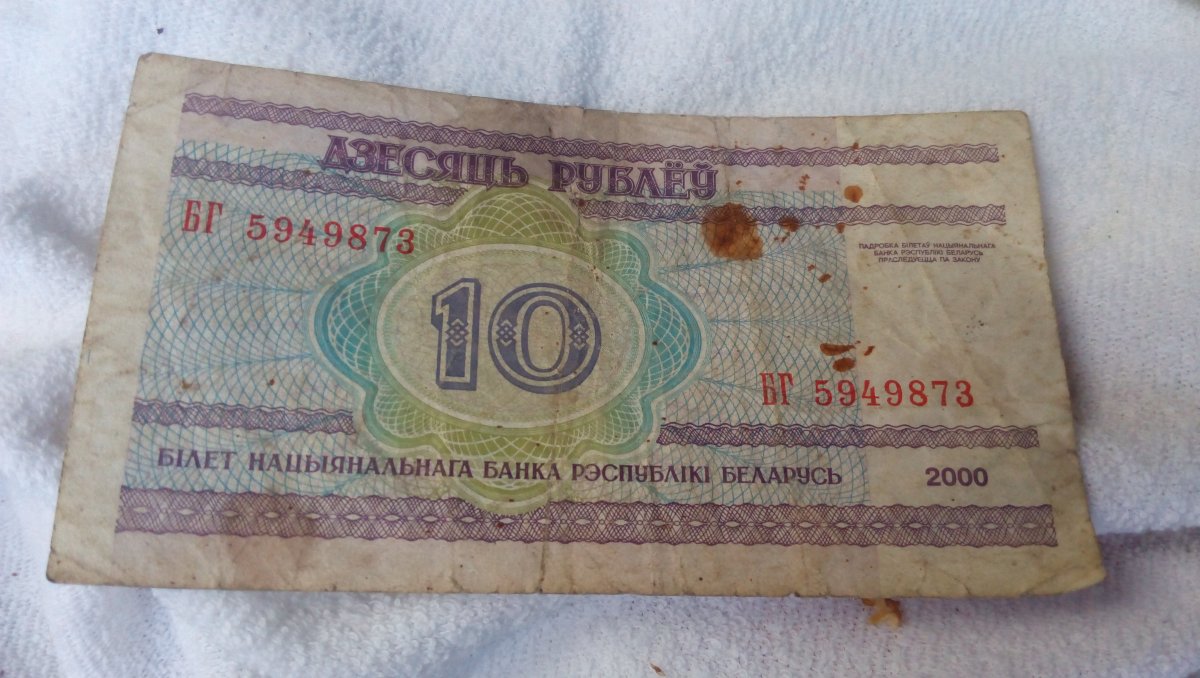 ДЗЕСЯЦЬ РУБЛЁЎ
БГ 5949873
ПАДРОБКА БІЛЕТАЎ НАЦЫЯНАЛЬНАГА
БАНКА РЭСПУБЛІКІ БЕЛАРУСЬ
ПРАСЛЕДУЕЦЦА ПА ЗАКОНУ
10
БГ 5949873
БІЛЕТ НАЦЫЯНАЛЬНАГА БАНКА РЭСПУБЛІКІ БЕЛАРУСЬ
2000